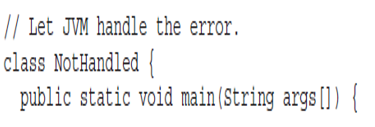 // Let JVM handle the error.
class NotHandled {
public static void main(String args[]) {